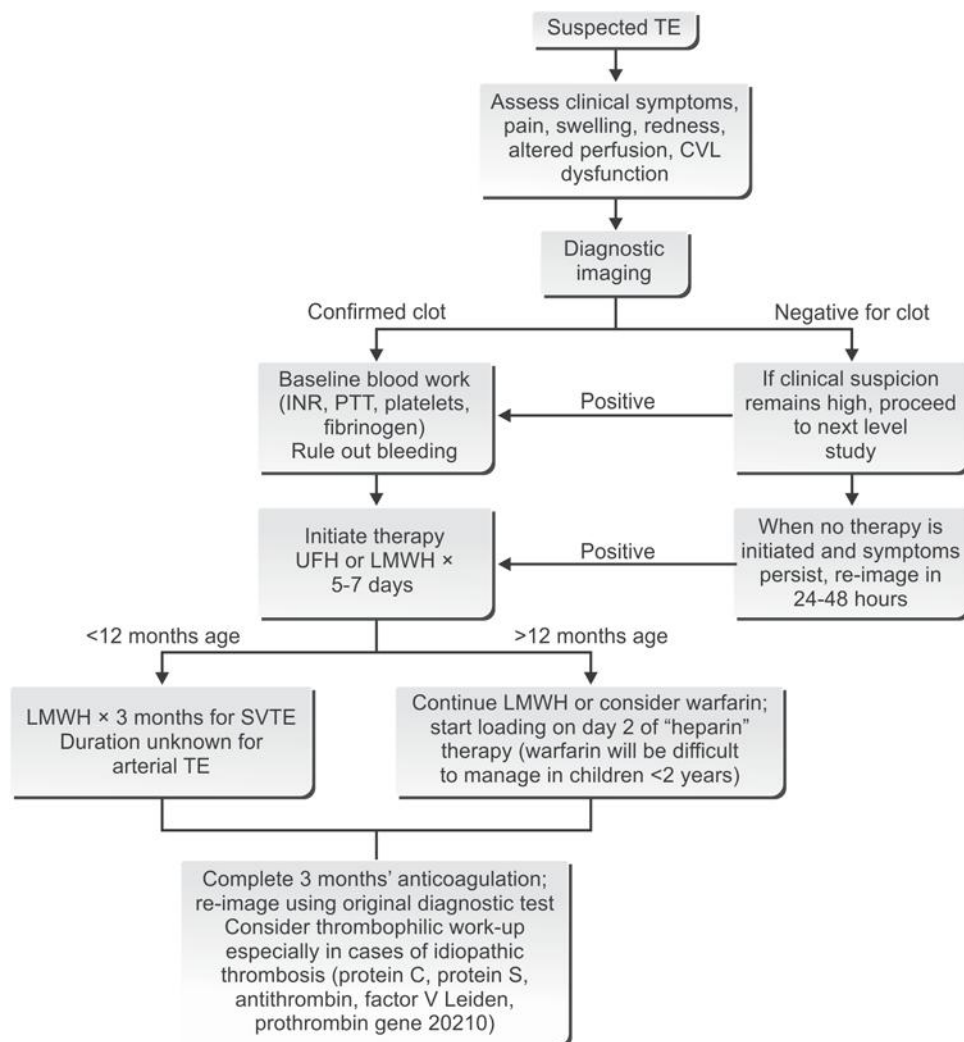 Suspected TE
Assess clinical symptoms,
pain, swelling, redness,
altered perfusion, CVL
dysfunction
Diagnostic
imaging
Confirmed clot
Negative for clot
Baseline blood work
(INR, PTT, platelets,
fibrinogen)
Rule out bleeding
Positive
If clinical suspicion
remains high, proceed
to next level
study
Initiate therapy
UFH or LMWH ×
5-7 days
Positive
When no therapy is
initiated and symptoms
persist, re-image in
24-48 hours
<12 months age
>12 months age
LMWH × 3 months for SVTE
Duration unknown for
arterial TE
Continue LMWH or consider warfarin;
start loading on day 2 of “heparin”
therapy (warfarin will be difficult
to manage in children <2 years)
Complete 3 months’ anticoagulation;
re-image using original diagnostic test
Consider thrombophilic work-up
especially in cases of idiopathic
thrombosis (protein C, protein S,
antithrombin, factor V Leiden,
prothrombin gene 20210)